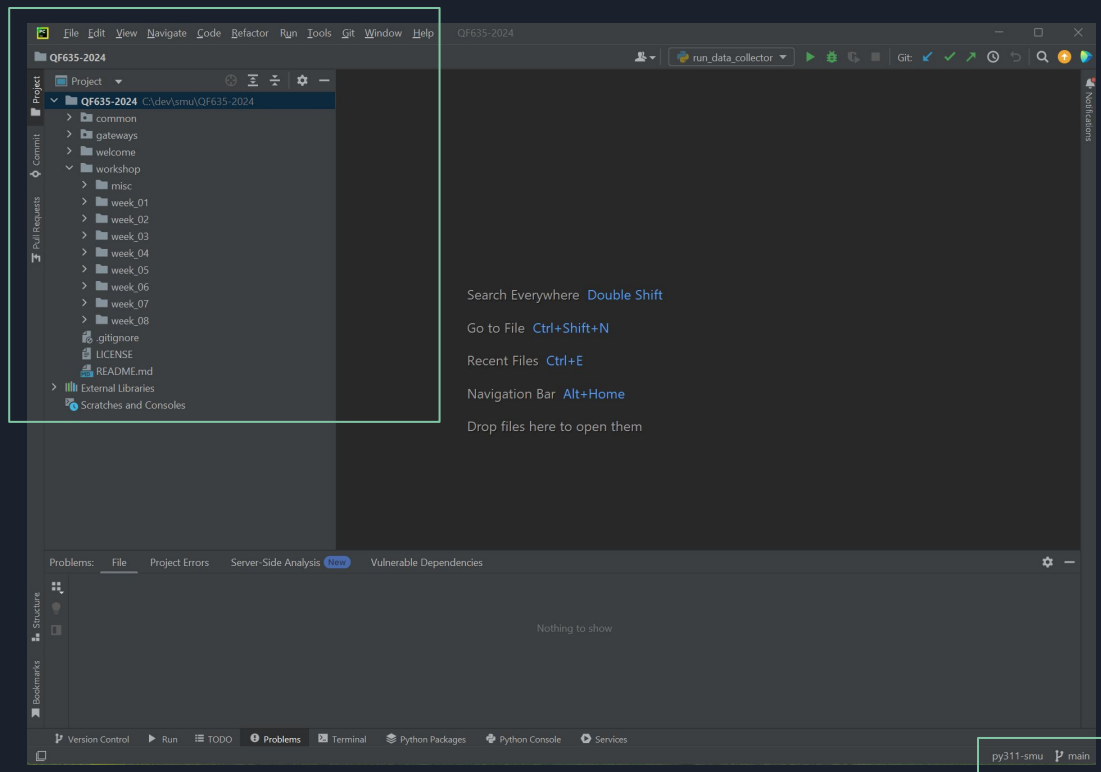 File Edit View Navigate Code Refactor Run Tools Git Window Help QF635-2024
QF635-2024
run_data_collector
Git:
Project
Project
Commit
Pull Requests
Structure
Bookmarks
Notifications
QF635-2024 C:\dev\smu\QF635-2024
common
gateways
welcome
workshop
misc
week_01
week_02
week_03
week_04
week_05
week_06
week_07
week_08
.gitignore
LICENSE
README.md
External Libraries
Scratches and Consoles
Search Everywhere Double Shift
Go to File Ctrl+Shift+N
Recent Files Ctrl+E
Navigation Bar Alt+Home
Drop files here to open them
Problems: File Project Errors Server-Side Analysis New Vulnerable Dependencies
Nothing to show
Version Control Run TODO Problems Terminal Python Packages Python Console Services
py311-smu main